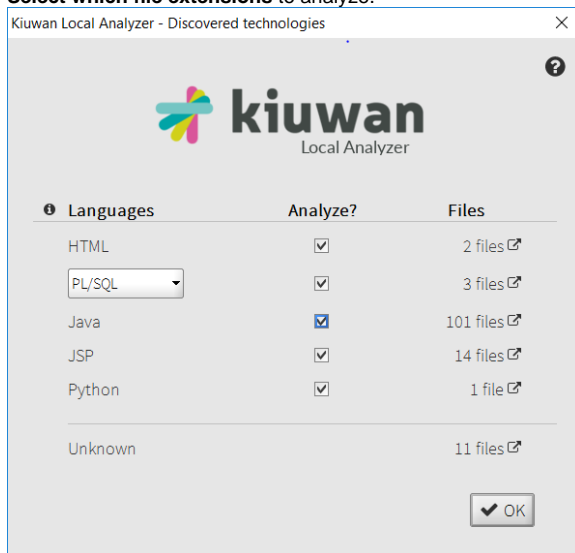 Select which file extensions to analyze:
Kiuwan Local Analyzer - Discovered technologies
kiuwan
Local Analyzer
Languages Analyze? Files
HTML 2 files
PL/SQL 3 files
Java 101 files
JSP 14 files
Python 1 file
Unknown 11 files
OK